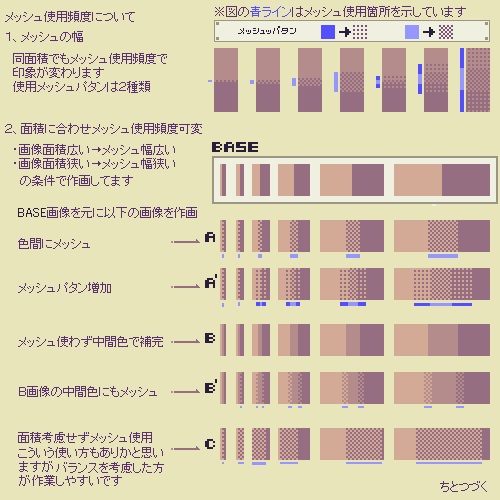 メッシュ使用頻度について
※図の青ラインはメッシュ使用箇所を示しています
1、メッシュの幅
メッシュパタン
同面積でもメッシュ使用頻度で
印象が変わります
使用メッシュパタンは2種類
2、面積に合わせメッシュ使用頻度可変
・画像面積広い→メッシュ幅広い
・画像面積狭い→メッシュ幅狭い
の条件で作画してます
BASE
BASE画像を元に以下の画像を作画
色間にメッシュ
A
メッシュパタン増加
A'
メッシュ使わず中間色で補完
B
B画像の中間色にもメッシュ
B'
面積考慮せずメッシュ使用
こういう使い方もありかと思い
ますがバランスを考慮した方
が作業しやすいです
C
ちとつづく